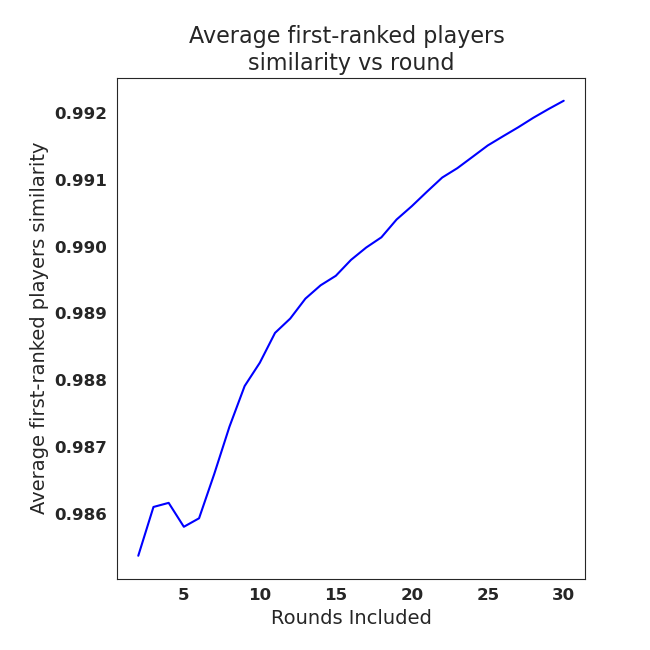 Average first-ranked players
similarity vs round
Average first-ranked players similarity
0.992
0.991
0.990
0.989
0.988
0.987
0.986
5 10 15 20 25 30
Rounds Included